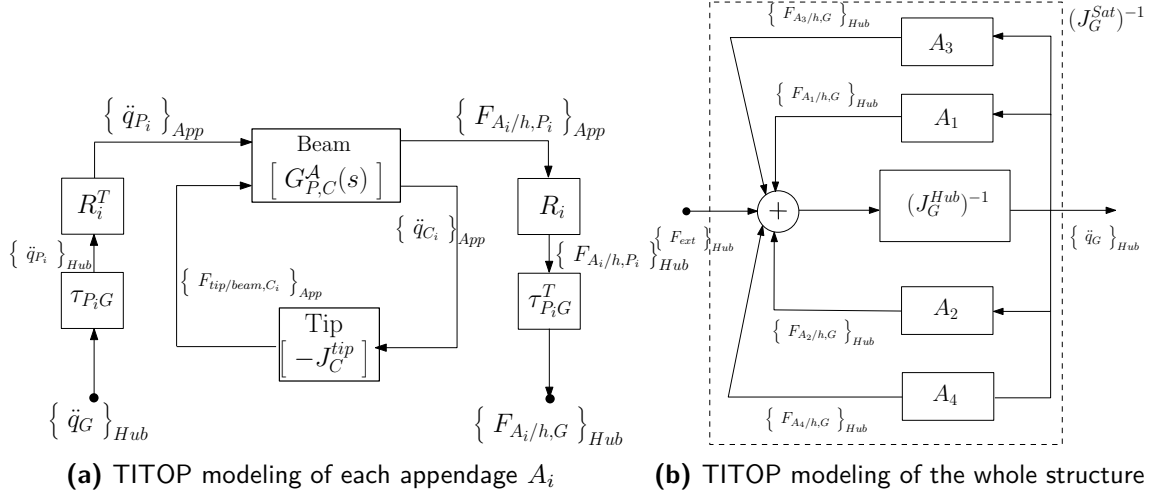 { q̈_{P_i} }_{App}
Beam
[ G^{𝒜}_{P,C}(s) ]
{ F_{A_i/h,P_i} }_{App}
R_i^T
R_i
{ q̈_{C_i} }_{App}
{ q̈_{P_i} }_{Hub}
{ F_{A_i/h,P_i} }_{Hub}
{ F_{tip/beam,C_i} }_{App}
τ_{P_iG}
τ^T_{P_iG}
Tip
[ −J_C^{tip} ]
{ q̈_G }_{Hub}
{ F_{A_i/h,G} }_{Hub}
(a) TITOP modeling of each appendage A_i
{ F_{A_3/h,G} }_{Hub}
(J_G^{Sat})^{−1}
A_3
{ F_{A_1/h,G} }_{Hub}
A_1
(J_G^{Hub})^{−1}
+
{ F_{ext} }_{Hub}
{ q̈_G }_{Hub}
A_2
{ F_{A_2/h,G} }_{Hub}
A_4
{ F_{A_4/h,G} }_{Hub}
(b) TITOP modeling of the whole structure